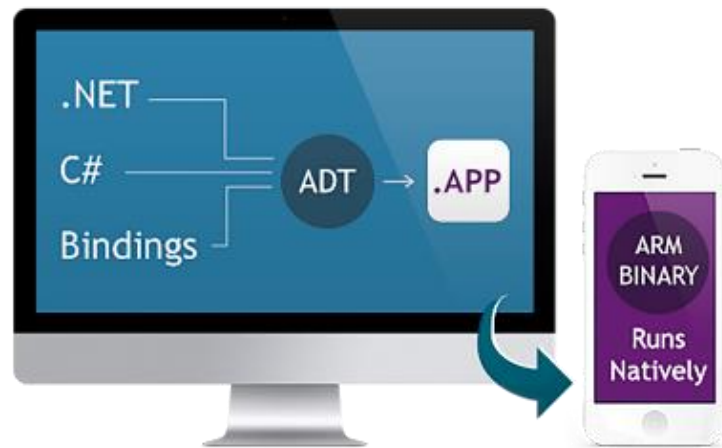 .NET
C#
Bindings
ADT
.APP
ARM
BINARY
Runs
Natively